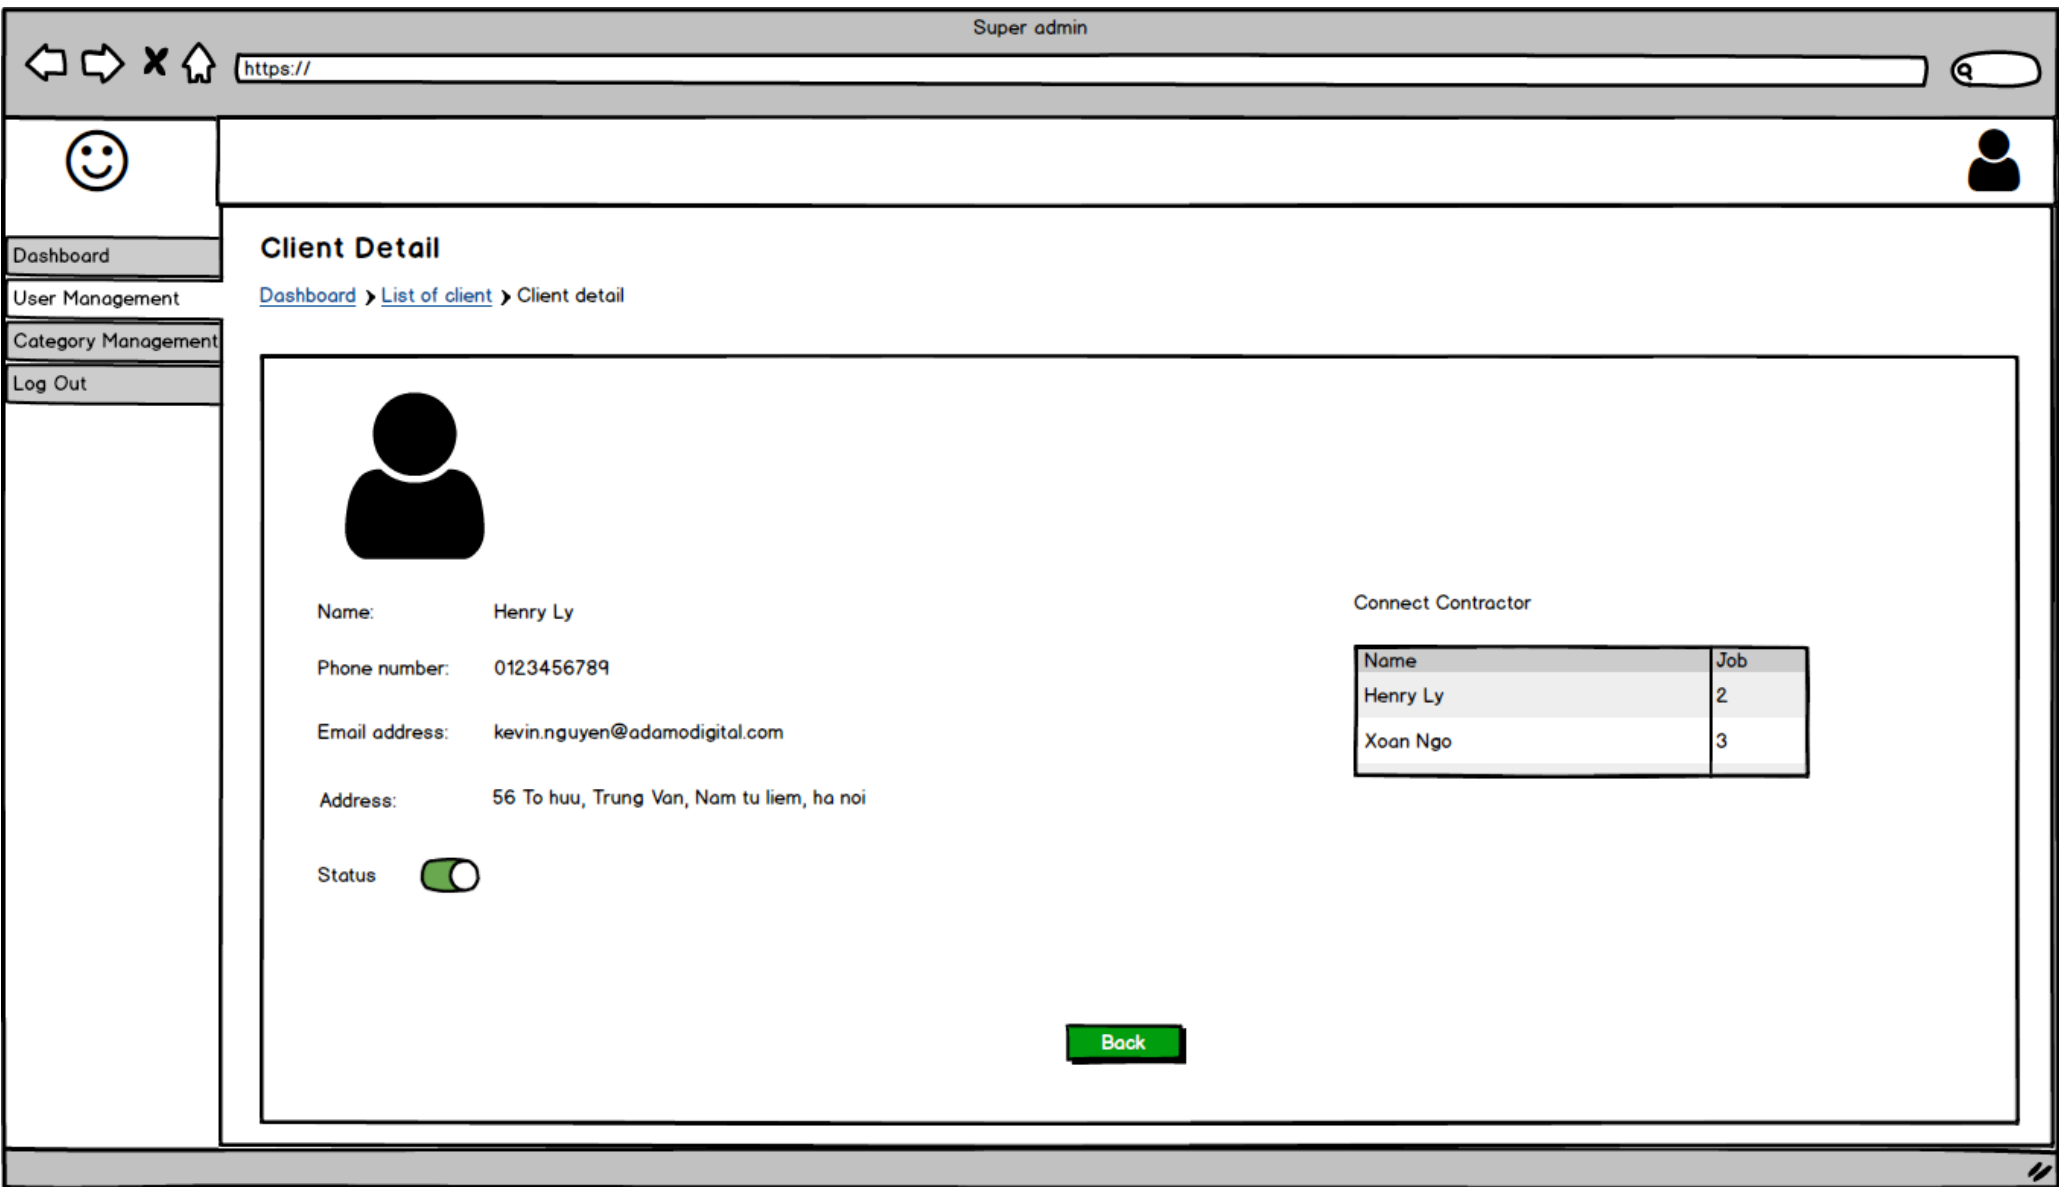 Super admin
https://
Dashboard
User Management
Category Management
Log Out
Client Detail
Dashboard List of client Client detail
Name: Henry Ly
Phone number: 0123456789
Email address: kevin.nguyen@adamodigital.com
Address: 56 To huu, Trung Van, Nam tu liem, ha noi
Status
Connect Contractor
Name Job
Henry Ly 2
Xoan Ngo 3
Back